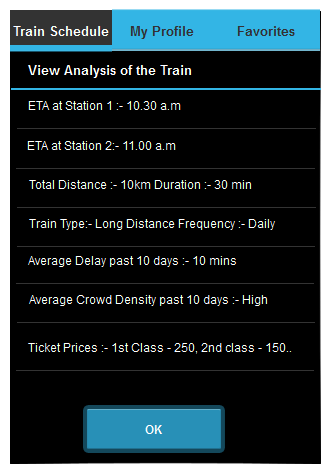 Train Schedule My Profile Favorites
View Analysis of the Train
ETA at Station 1 :- 10.30 a.m
ETA at Station 2:- 11.00 a.m
Total Distance :- 10km Duration :- 30 min
Train Type:- Long Distance Frequency :- Daily
Average Delay past 10 days :- 10 mins
Average Crowd Density past 10 days :- High
Ticket Prices :- 1st Class - 250, 2nd class - 150..
OK